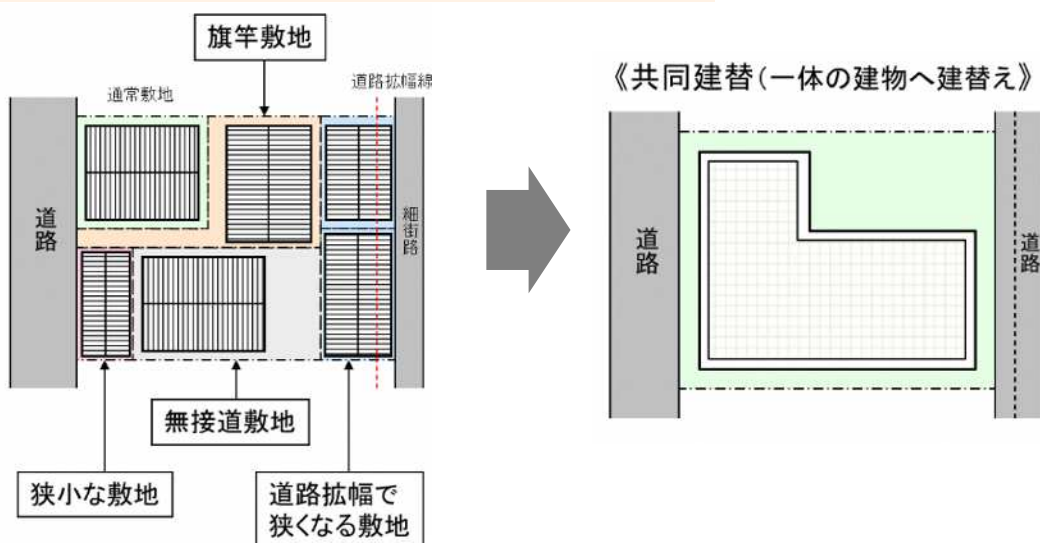 旗竿敷地
通常敷地
道路拡幅線
道路
細街路
無接道敷地
狭小な敷地
道路拡幅で
狭くなる敷地
《共同建替（一体の建物へ建替え》
道路
道路